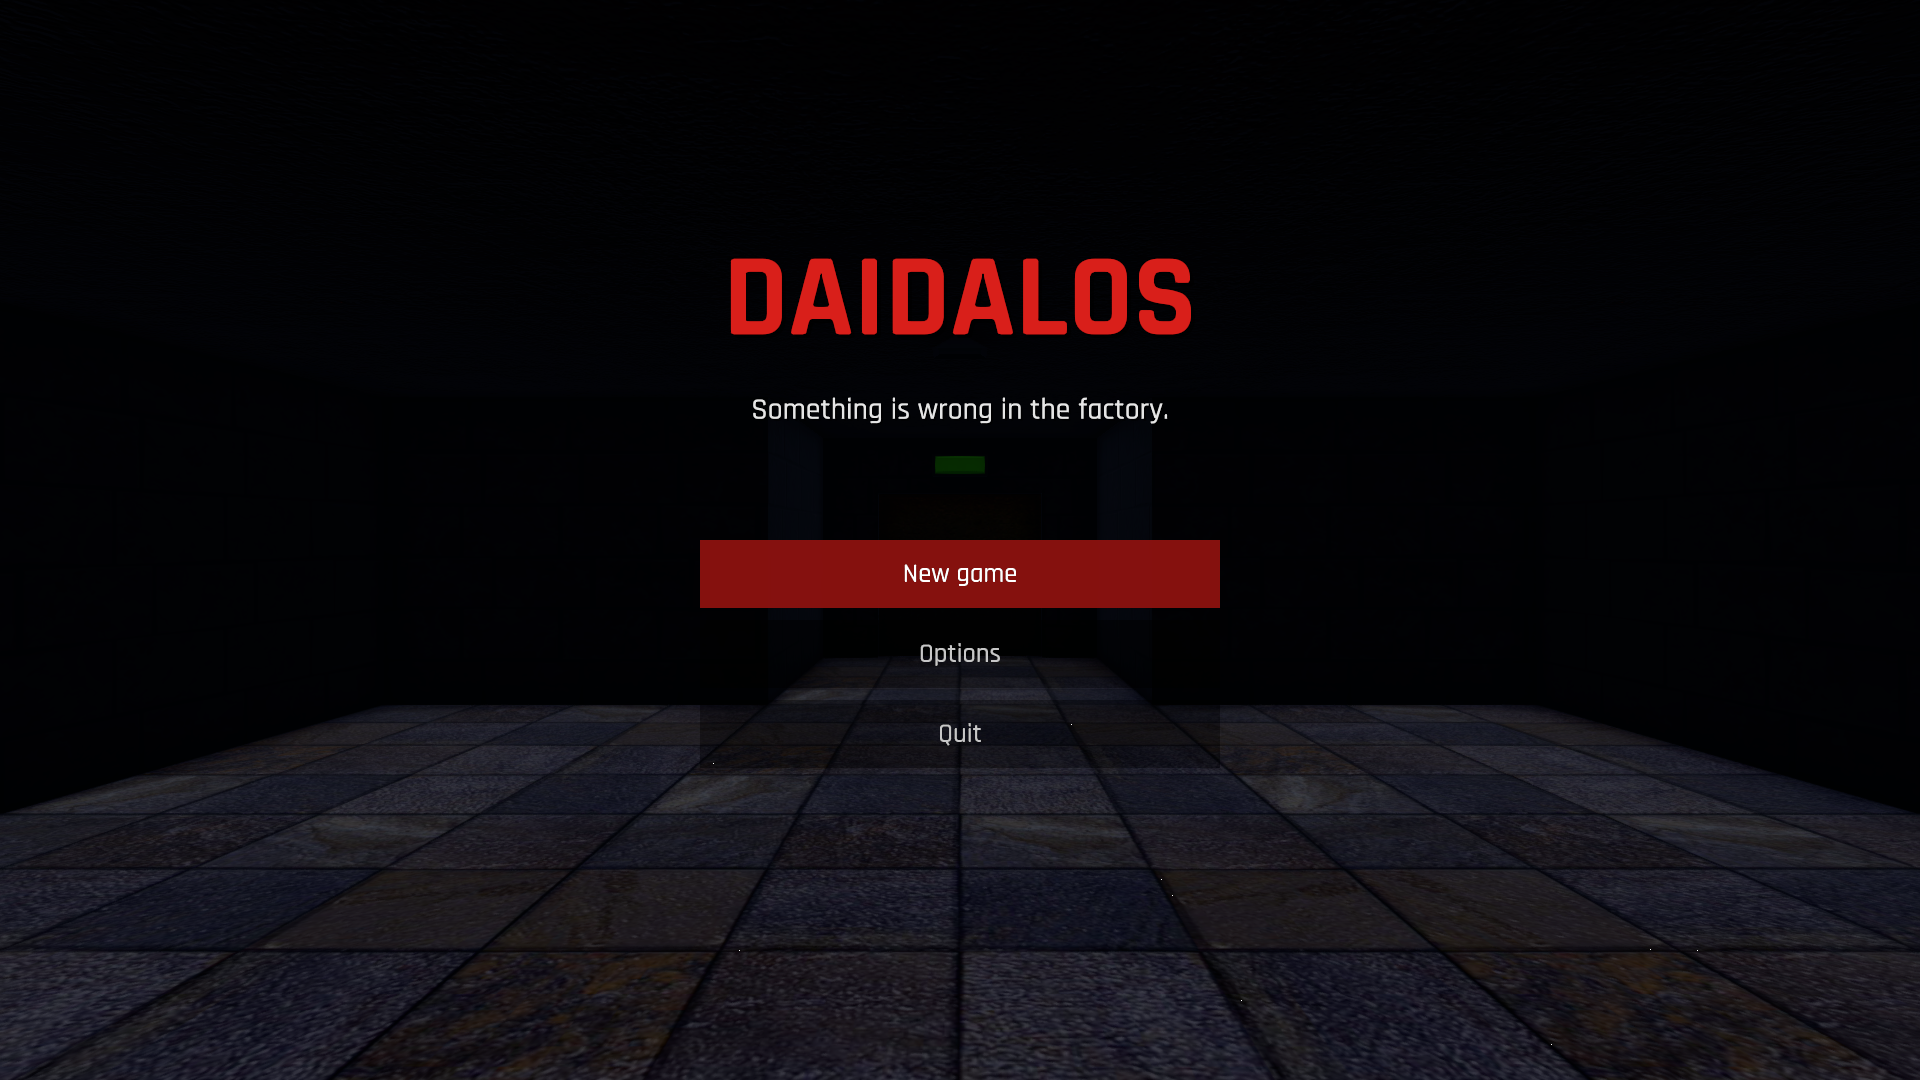 DAIDALOS
Something is wrong in the factory.
New game
Options
Quit